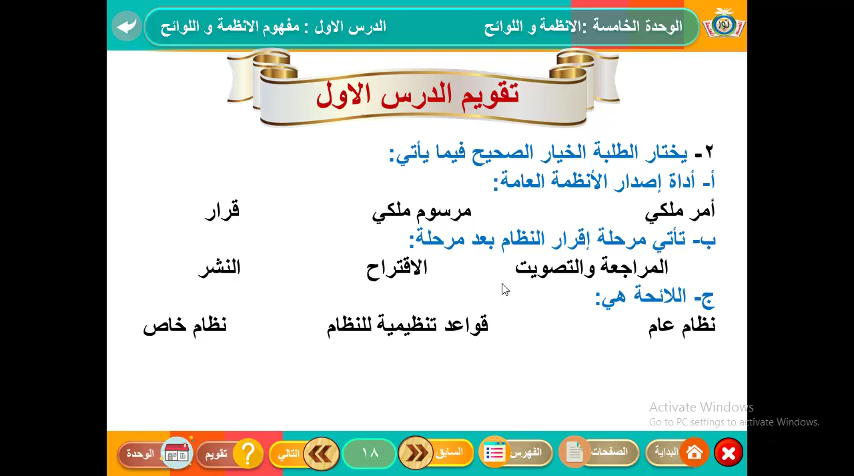 الوحدة الخامسة :الانظمة و اللوائح
الدرس الاول : مفهوم الانظمة و اللوائح
نور
تقويم الدرس الاول
٢- يختار الطلبة الخيار الصحيح فيما يأتي:
أ- أداة إصدار الأنظمة العامة:
أمر ملكي مرسوم ملكي قرار
ب- تأتي مرحلة إقرار النظام بعد مرحلة:
المراجعة والتصويت الاقتراح النشر
ج- اللائحة هي:
نظام عام قواعد تنظيمية للنظام نظام خاص
Activate Windows
Go to PC settings to activate Windows.
البداية الصفحات الفهرس السابق ١٨ التالي تقويم الوحدة